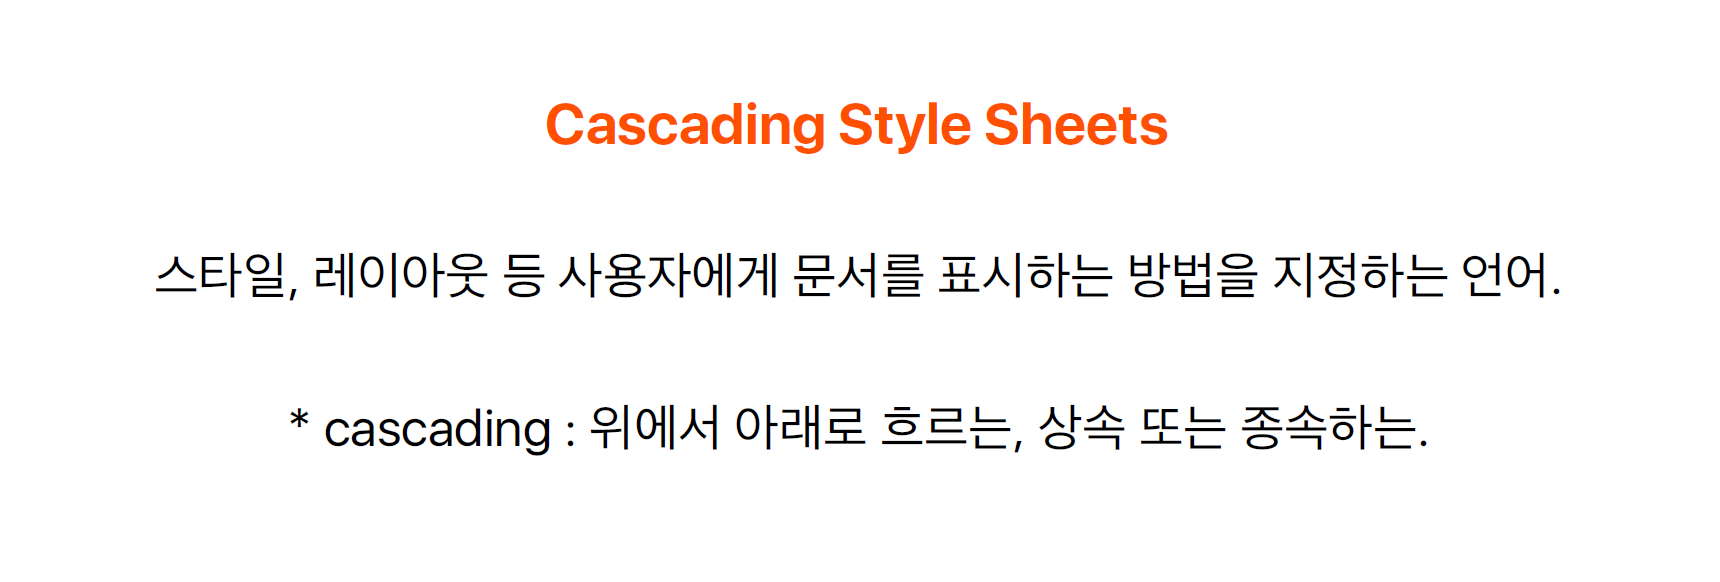 Cascading Style Sheets
스타일, 레이아웃 등 사용자에게 문서를 표시하는 방법을 지정하는 언어.
* cascading : 위에서 아래로 흐르는, 상속 또는 종속하는.